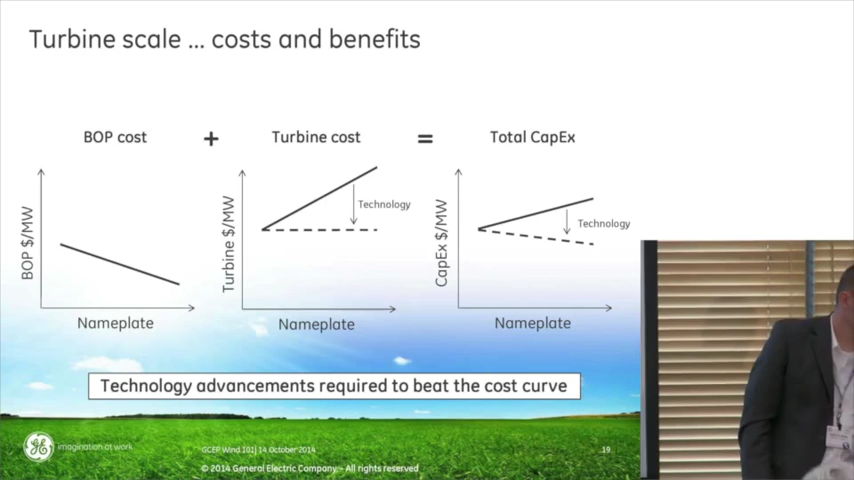 Turbine scale ... costs and benefits
BOP cost
+
Turbine cost
=
Total CapEx
BOP $/MW
Nameplate
Turbine $/MW
Technology
Nameplate
CapEx $/MW
Technology
Nameplate
Technology advancements required to beat the cost curve
imagination at work
GCEP Wind 101| 14 October 2014
19
© 2014 General Electric Company – All rights reserved